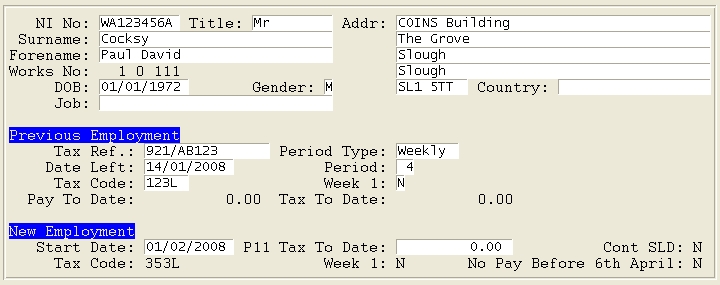 NI No: WA123456A Title: Mr Addr: COINS Building
Surname: Cocksy The Grove
Forename: Paul David Slough
Works No: 1 0 111 Slough
DOB: 01/01/1972 Gender: M SL1 5TT Country:
Job:
Previous Employment
Tax Ref.: 921/AB123 Period Type: Weekly
Date Left: 14/01/2008 Period: 4
Tax Code: 123L Week 1: N
Pay To Date: 0.00 Tax To Date: 0.00
New Employment
Start Date: 01/02/2008 P11 Tax To Date: 0.00 Cont SLD: N
Tax Code: 353L Week 1: N No Pay Before 6th April: N